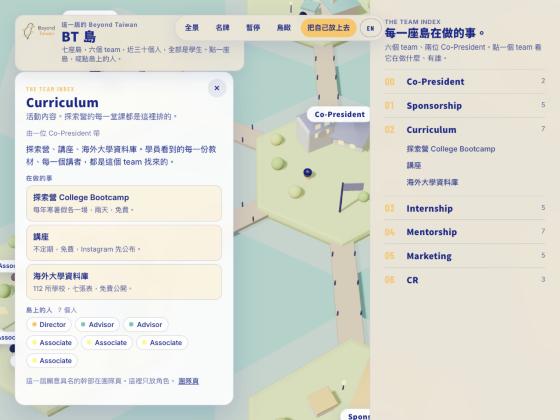 Beyond Taiwan
這一屆的 Beyond Taiwan
BT 島
七座島，六個 team，近三十個人，全部是學生。點一座
島，或點島上的人。
全景
名牌
暫停
鳥瞰
把自己放上去
EN
THE TEAM INDEX
Curriculum
活動內容。探索營的每一堂課都是這裡排的。
由一位 Co-President 帶
探索營、講座、海外大學資料庫。學員看到的每一份教
材、每一個講者，都是這個 team 找來的。
在做的事
探索營 College Bootcamp
每年寒暑假各一場，兩天，免費。
講座
不定期，免費，Instagram 先公布。
海外大學資料庫
112 所學校，七張表，免費公開。
島上的人 7 個人
Director
Advisor
Advisor
Associate
Associate
Associate
Associate
這一屆願意具名的幹部在團隊頁。這裡只放角色。 團隊頁
Co-President
THE TEAM INDEX
每一座島在做的事。
六個 team，兩位 Co-President。點一個 team 看
它在做什麼、有誰。
00 Co-President 2
01 Sponsorship 5
02 Curriculum 7
探索營 College Bootcamp
講座
海外大學資料庫
03 Internship 5
04 Mentorship 7
05 Marketing 5
06 CR 3